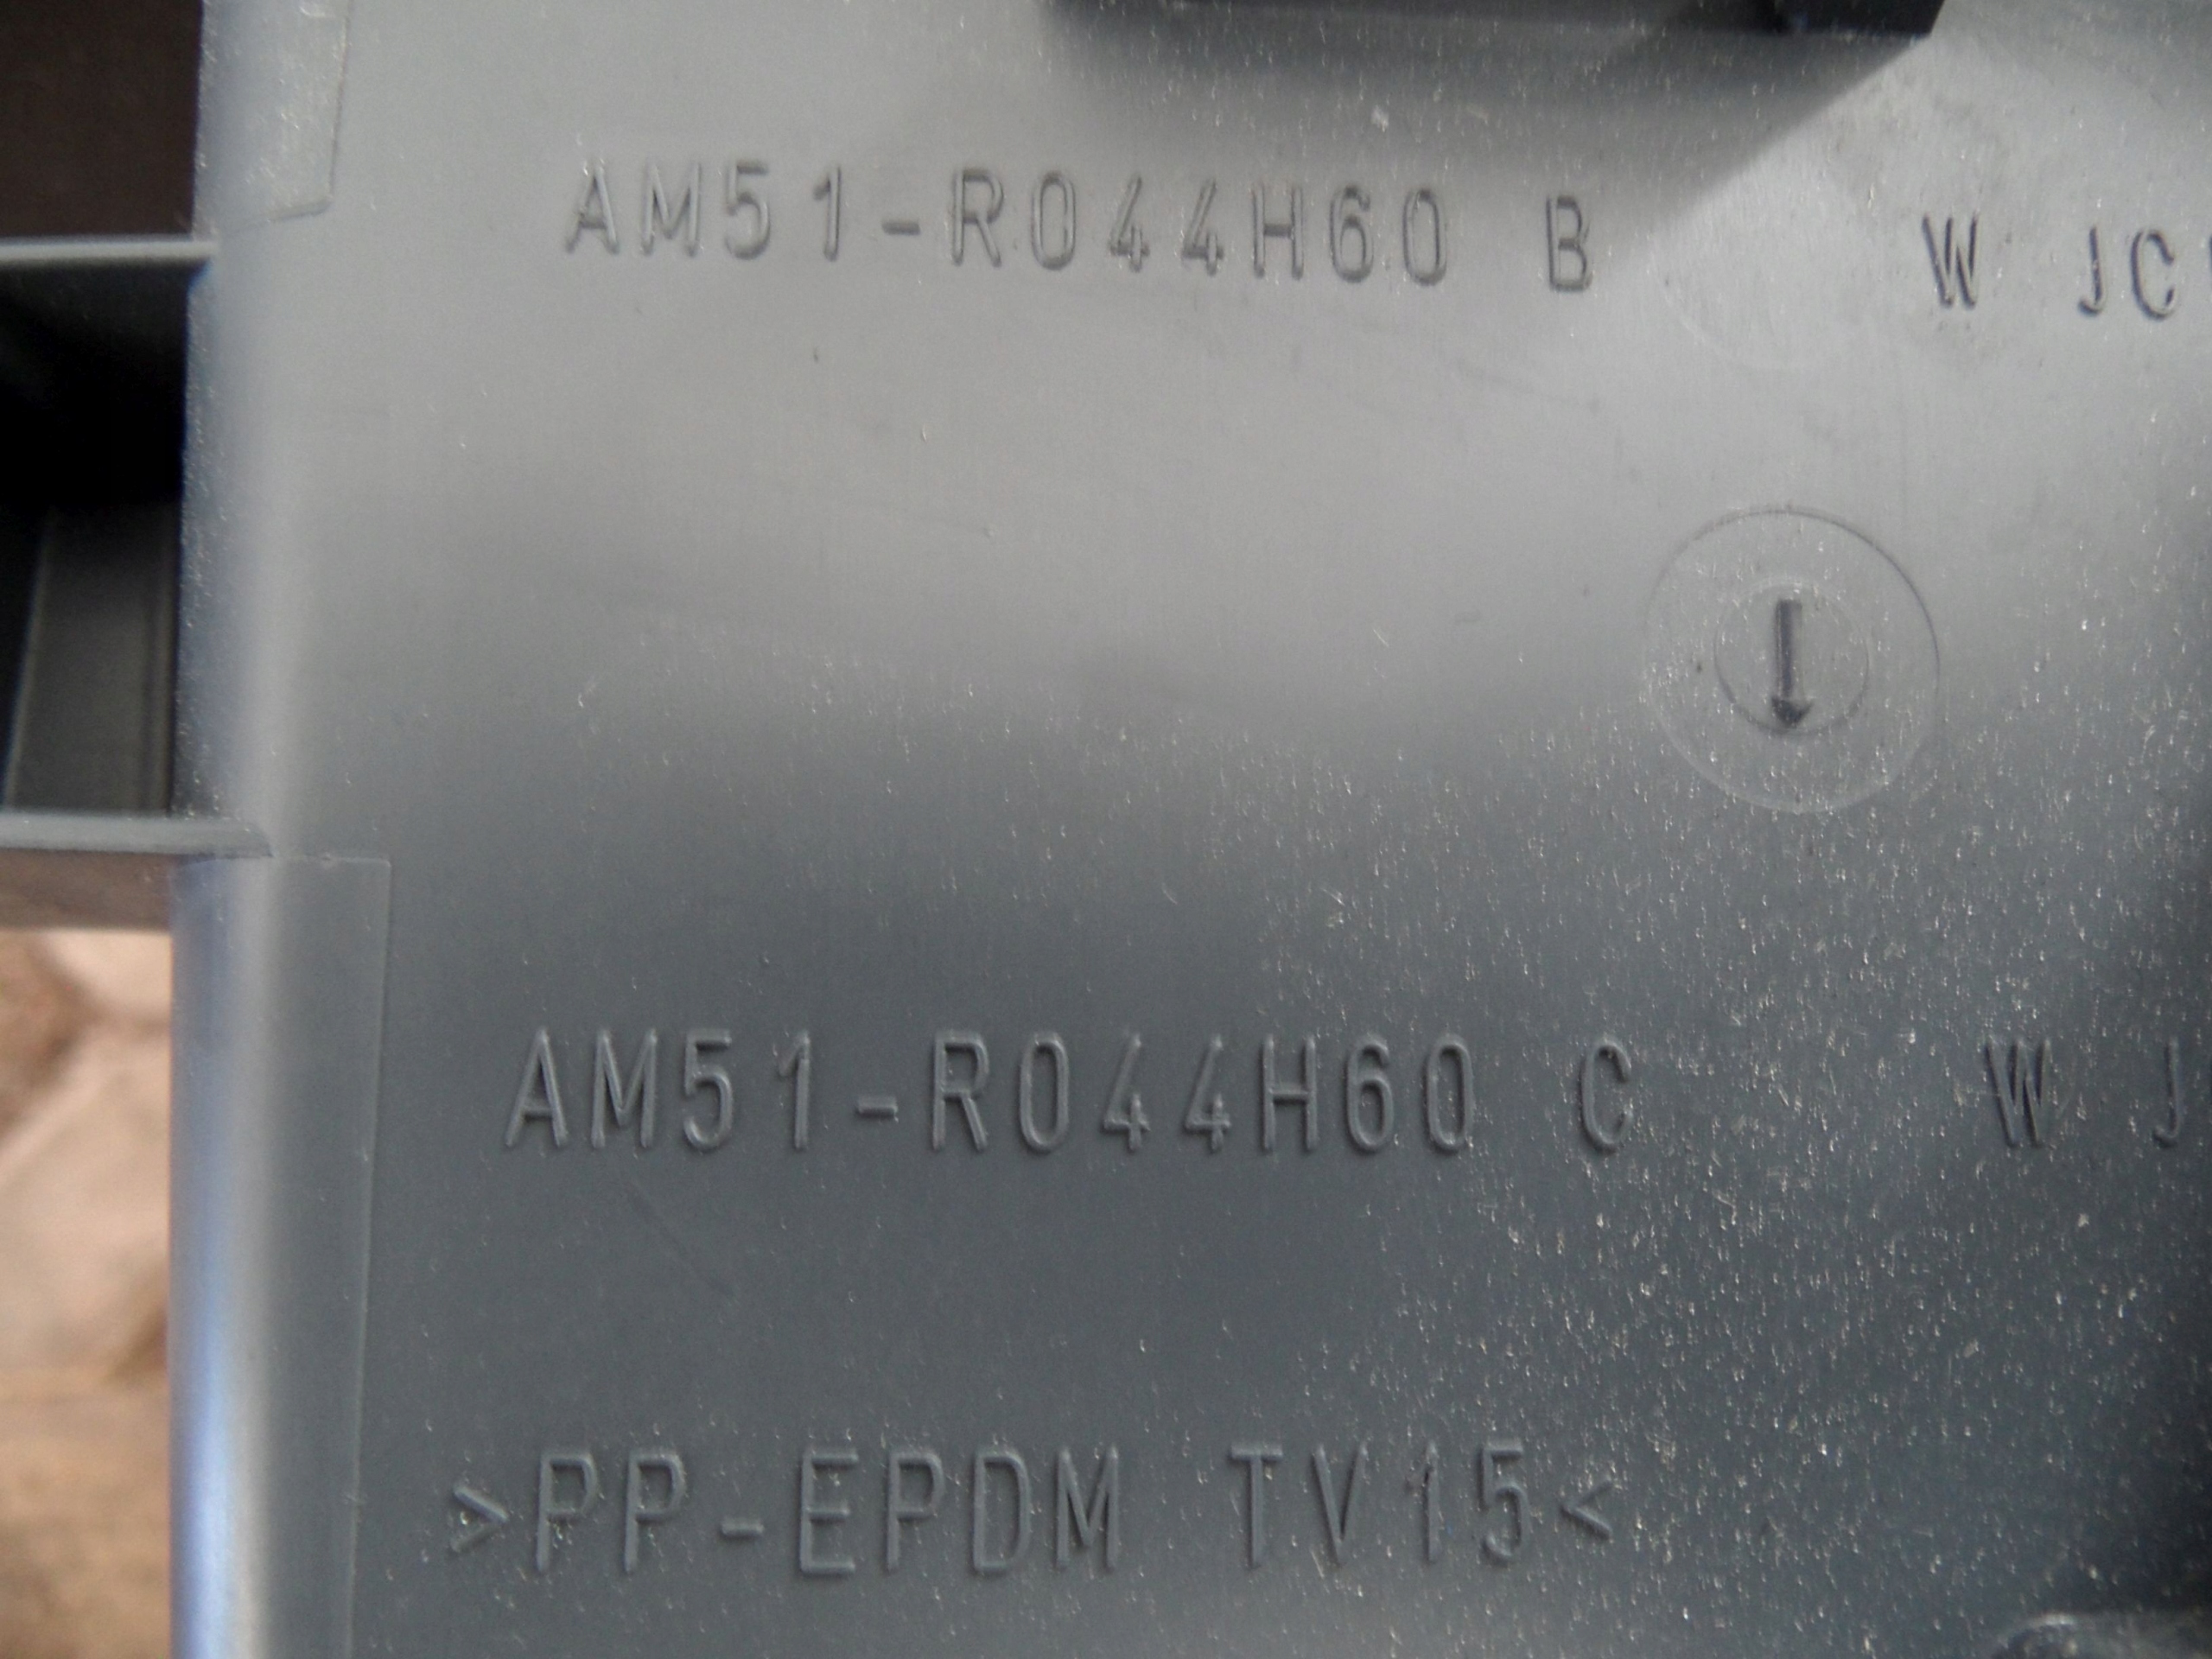 AM51-R044H60 B W JC
AM51-R044H60 C W J
>PP-EPDM TV15<